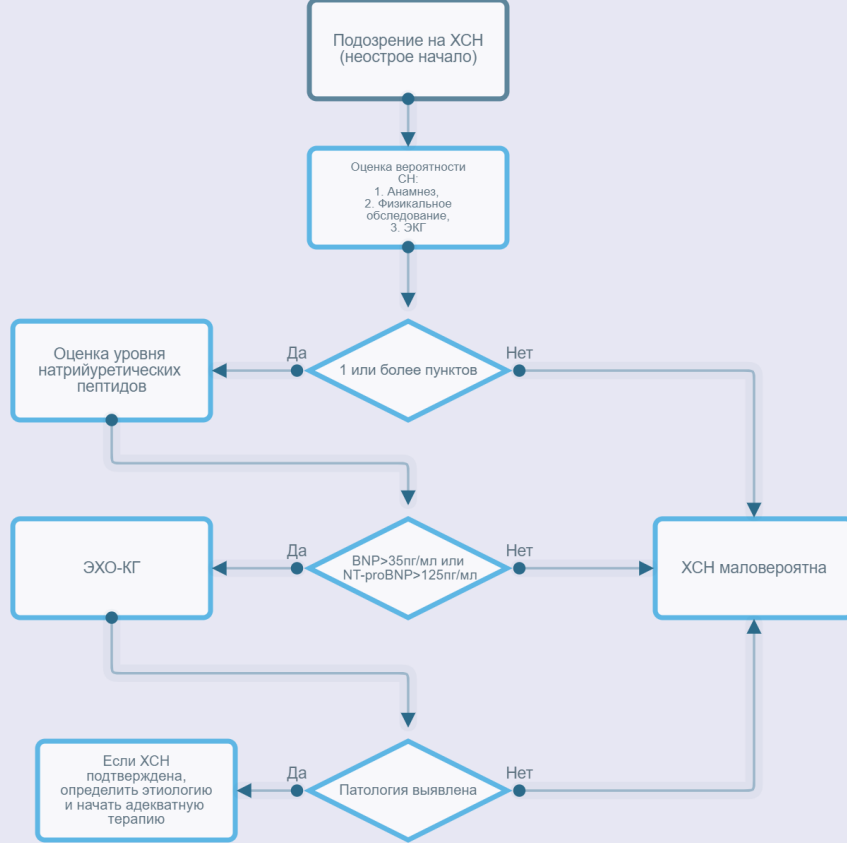 Подозрение на ХСН
(неострое начало)
Оценка вероятности
СН:
1. Анамнез,
2. Физикальное
обследование,
3. ЭКГ
Оценка уровня
натрийуретических
пептидов
Да
1 или более пунктов
Нет
ЭХО-КГ
Да
BNP>35пг/мл или
NT-proBNP>125пг/мл
Нет
ХСН маловероятна
Если ХСН
подтверждена,
определить этиологию
и начать адекватную
терапию
Да
Патология выявлена
Нет